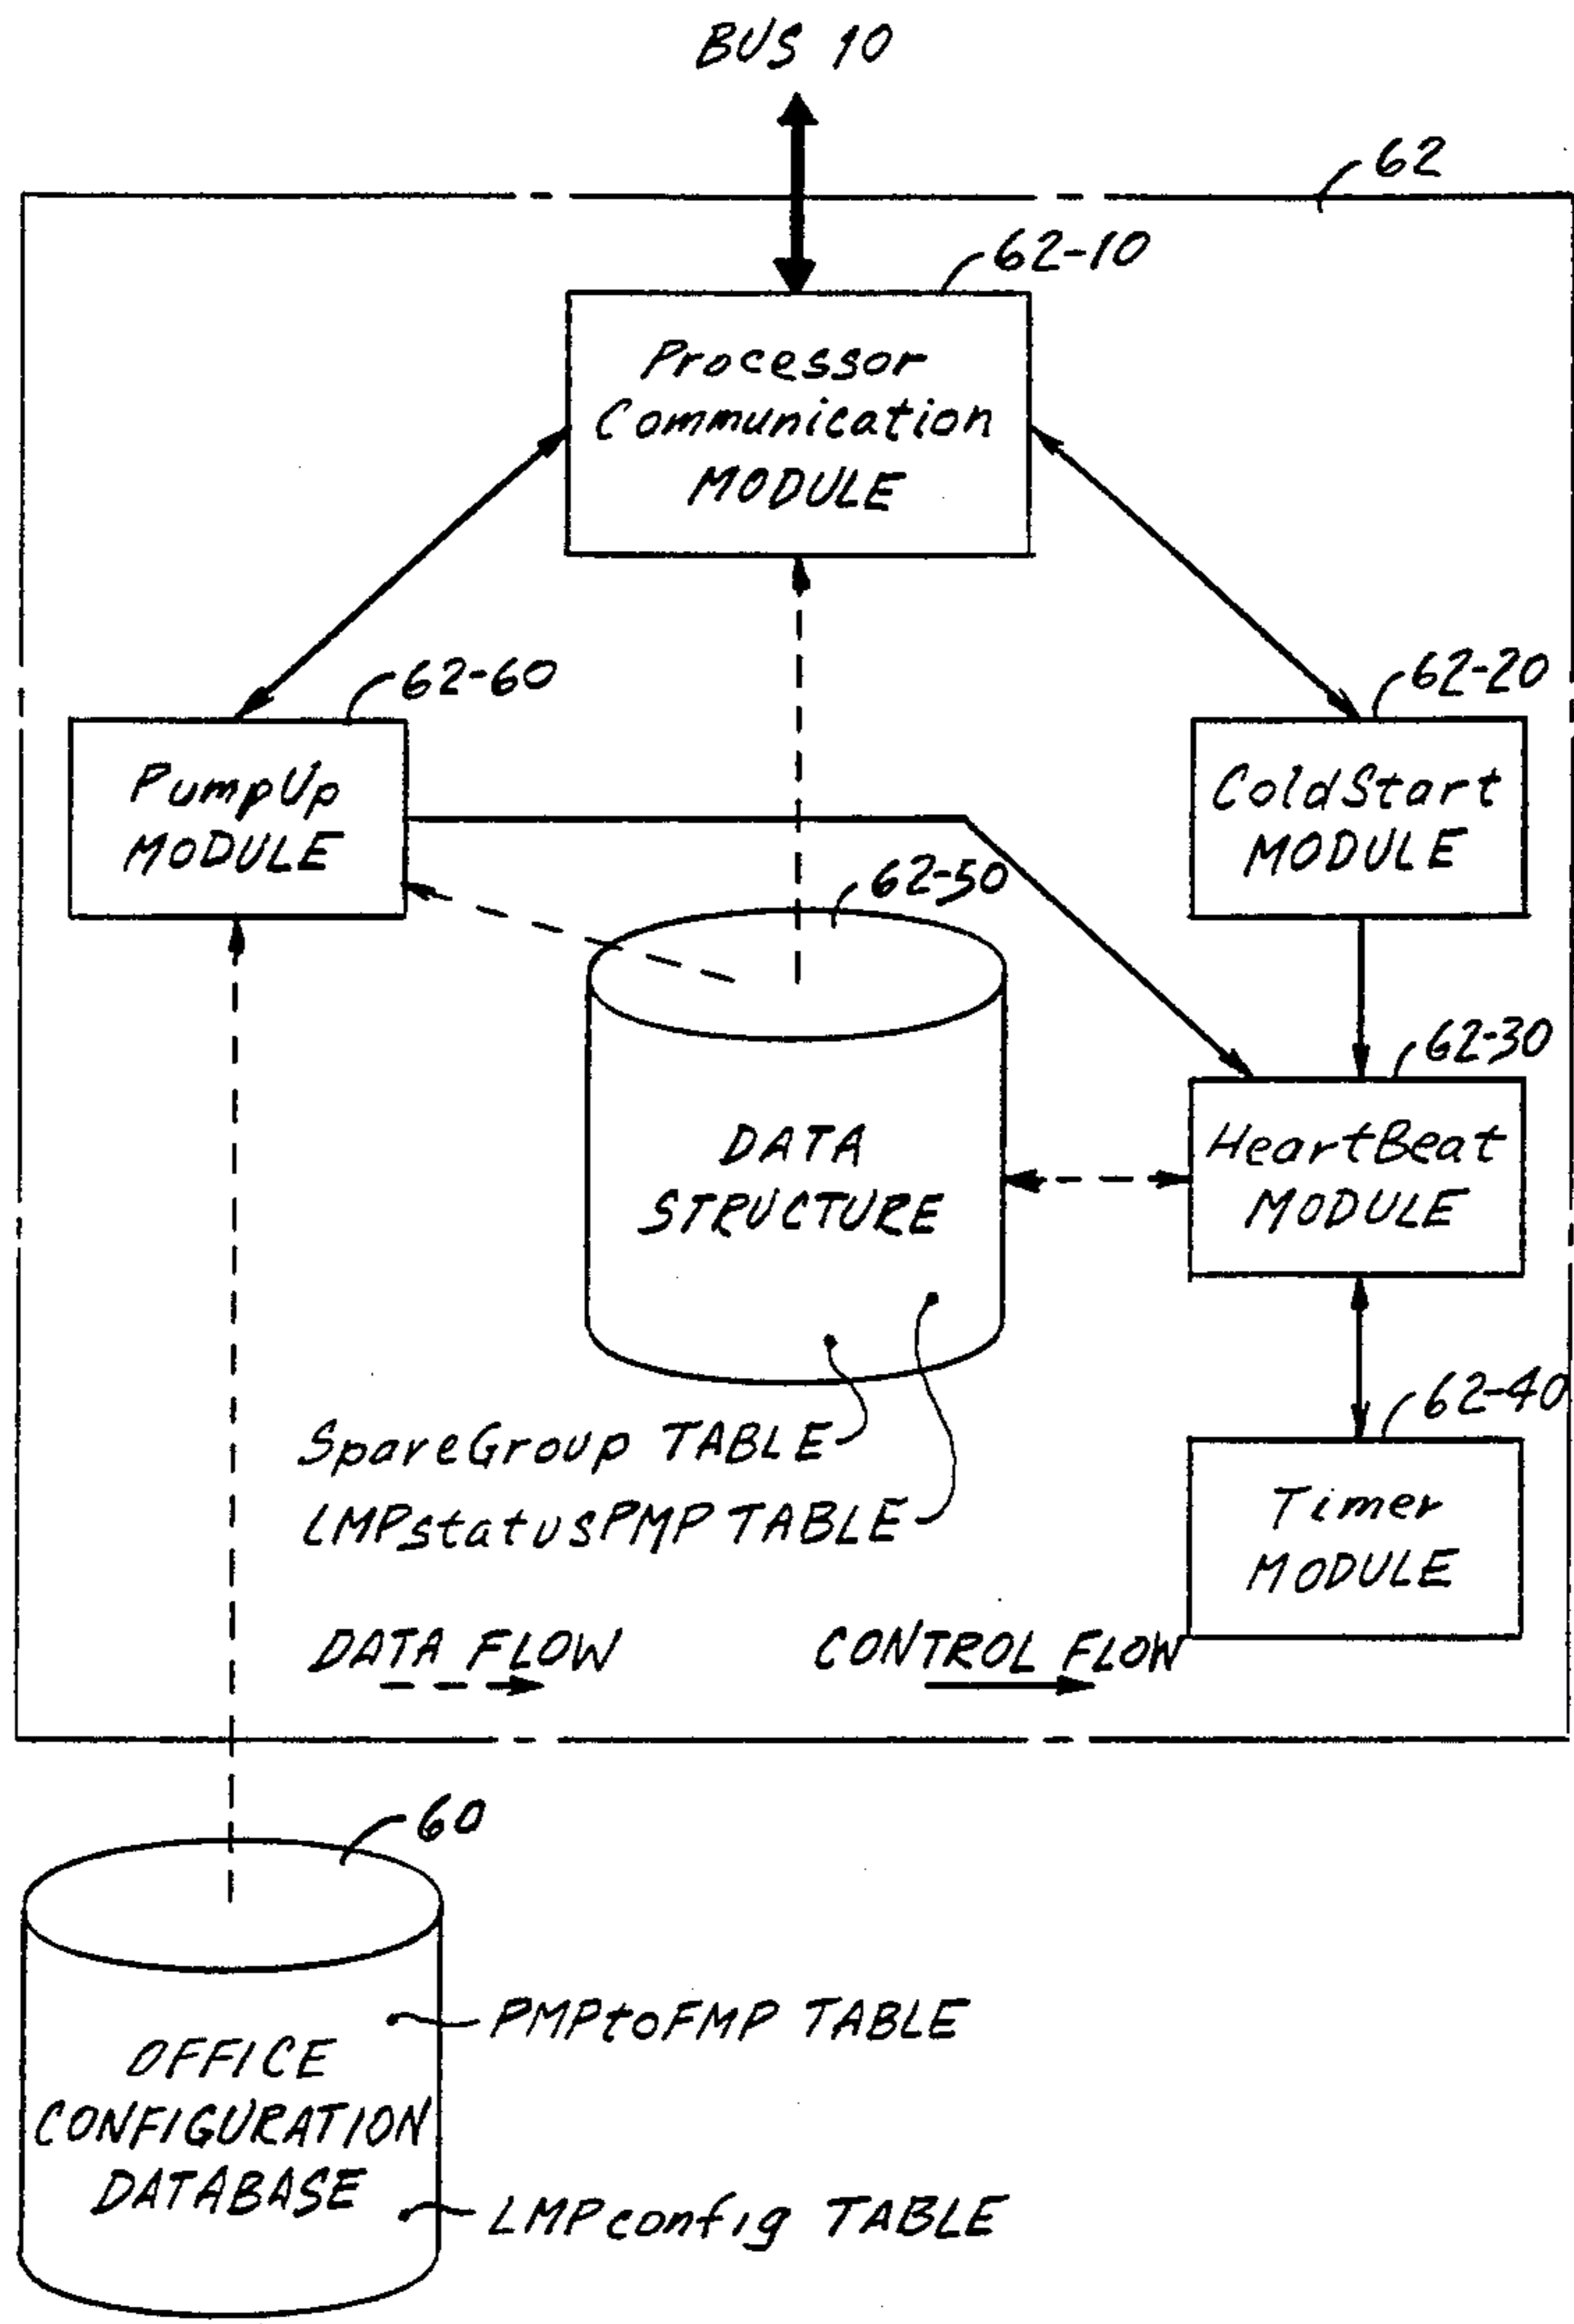 BUS 10
62
62-10
Processor
Communication
MODULE
62-60
62-20
PumpUp
MODULE
ColdStart
MODULE
62-50
62-30
DATA
STRUCTURE
HeartBeat
MODULE
62-40
SpareGroup TABLE
LMPstatusPMP TABLE
Timer
MODULE
DATA FLOW
CONTROL FLOW
60
OFFICE
CONFIGURATION
DATABASE
PMPtoFMP TABLE
LMPconfig TABLE